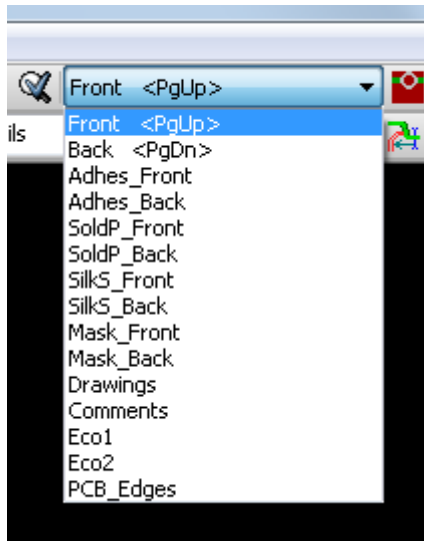 Front <PgUp>
ils
Front <PgUp>
Back <PgDn>
Adhes_Front
Adhes_Back
SoldP_Front
SoldP_Back
SilkS_Front
SilkS_Back
Mask_Front
Mask_Back
Drawings
Comments
Eco1
Eco2
PCB_Edges